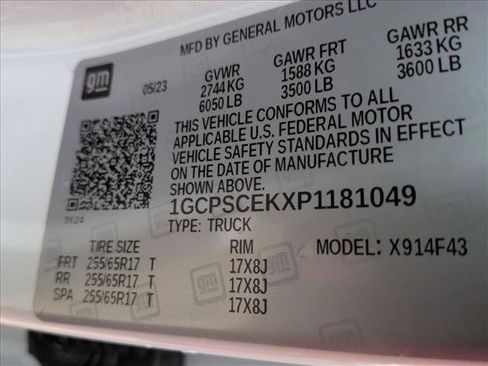 MFD BY GENERAL MOTORS LLC
gm
05/23
GVWR GAWR FRT GAWR RR
2744 KG 1588 KG 1633 KG
6050 LB 3500 LB 3600 LB
THIS VEHICLE CONFORMS TO ALL
APPLICABLE U.S. FEDERAL MOTOR
VEHICLE SAFETY STANDARDS IN EFFECT
ON THE DATE OF MANUFACTURE
SHOWN ABOVE.
3624
1GCPSCEKXP1181049
TYPE: TRUCK
TIRE SIZE RIM MODEL: X914F43
FRT 255/65R17 T 17X8J
RR 255/65R17 T 17X8J
SPA 255/65R17 T 17X8J